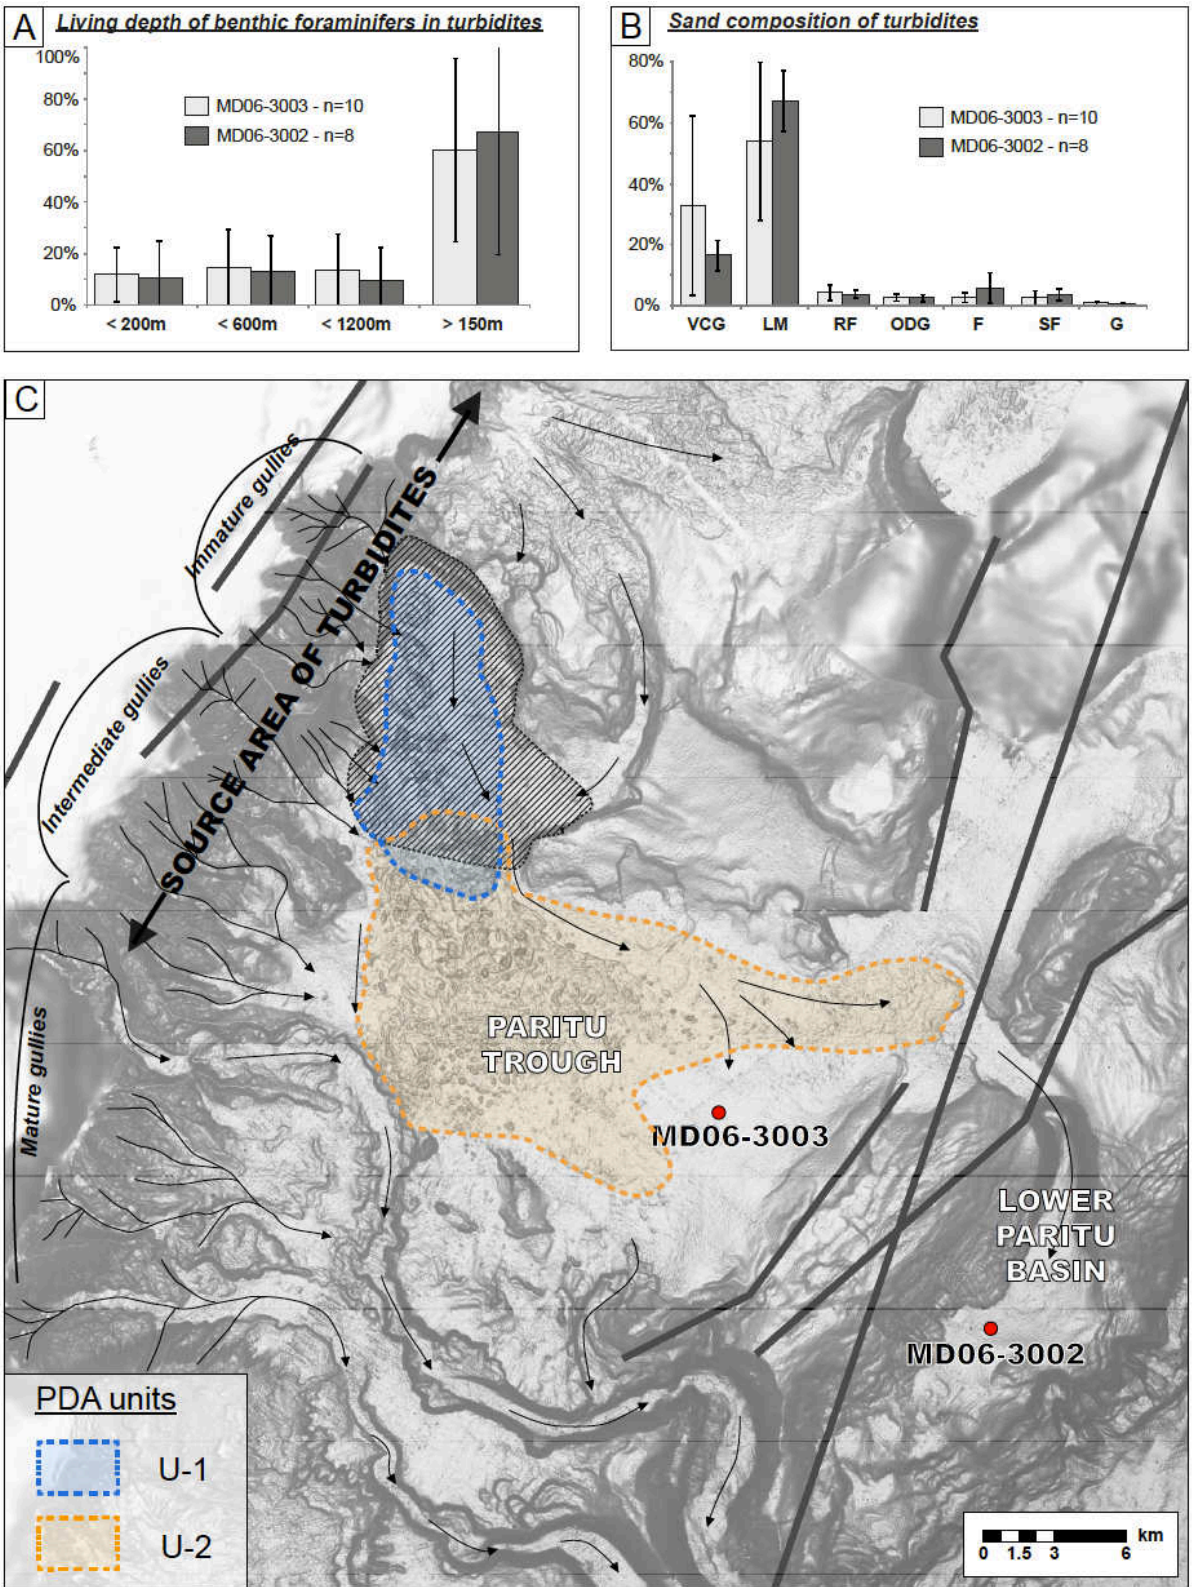 A
Living depth of benthic foraminifers in turbidites
100%
80%
60%
40%
20%
0%
MD06-3003 - n=10
MD06-3002 - n=8
< 200m
< 600m
< 1200m
> 150m
B
Sand composition of turbidites
80%
60%
40%
20%
0%
MD06-3003 - n=10
MD06-3002 - n=8
VCG
LM
RF
ODG
F
SF
G
C
Immature gullies
Intermediate gullies
Mature gullies
SOURCE AREA OF TURBIDITES
PARITU
TROUGH
MD06-3003
LOWER
PARITU
BASIN
MD06-3002
PDA units
U-1
U-2
km
0 1.5 3 6